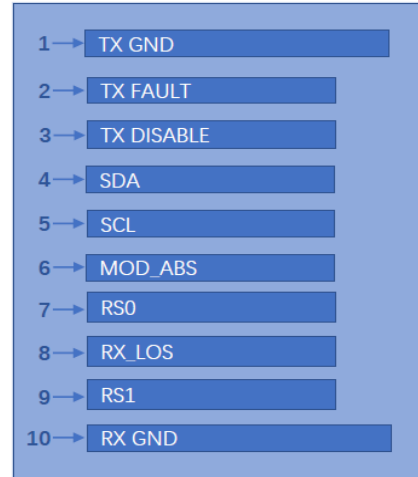 1 TX GND
2 TX FAULT
3 TX DISABLE
4 SDA
5 SCL
6 MOD_ABS
7 RS0
8 RX_LOS
9 RS1
10 RX GND